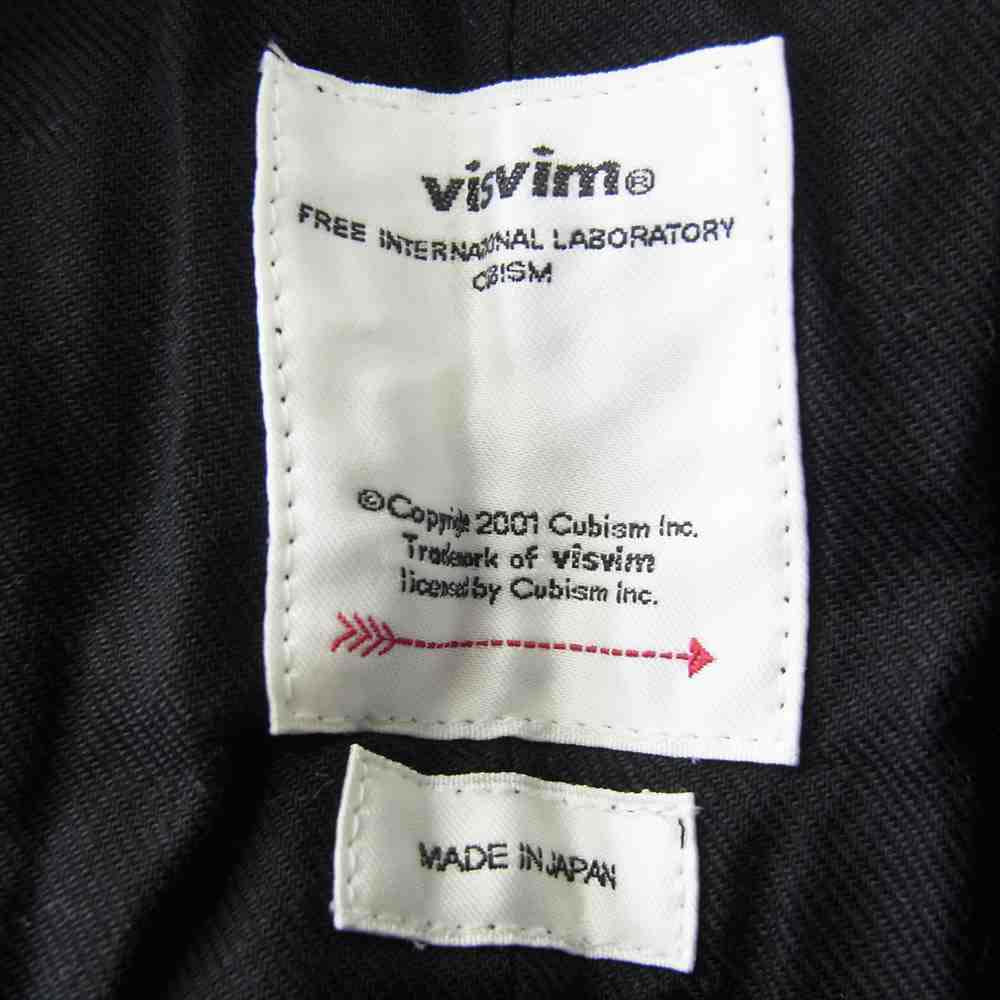 visvim®
FREE INTERNATIONAL LABORATORY
CUBISM
©Copyright 2001 Cubism Inc.
Trademark of visvim
licensed by Cubism Inc.
MADE IN JAPAN